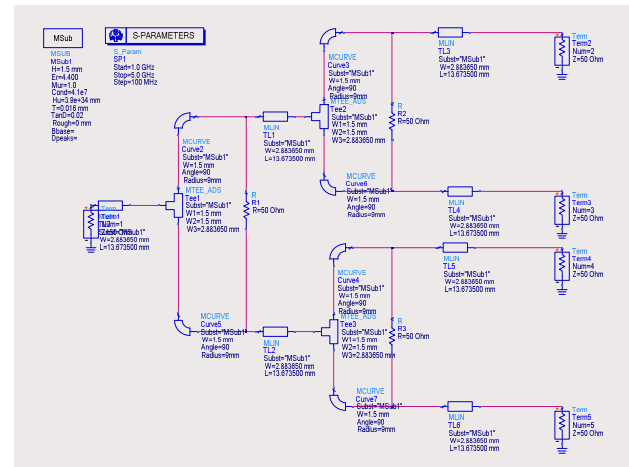 MSub
MSUB
MSub1
H=1.5 mm
Er=4.400
Mur=1.0
Cond=4.1e7
Hu=3.9e+34 mm
T=0.016 mm
TanD=0.02
Rough=0 mm
Bbase=
Dpeaks=
S-PARAMETERS
S_Param
SP1
Start=1.0 GHz
Stop=5.0 GHz
Step=100 MHz
Term
Num=1
W=2.883650 mm
L=13.673500 mm
MTEE_ADS
Tee1
Subst="MSub1"
W1=1.5 mm
W2=1.5 mm
W3=2.883650 mm
MCURVE
Curve2
Subst="MSub1"
W=1.5 mm
Angle=90
Radius=9mm
MCURVE
Curve5
Subst="MSub1"
W=1.5 mm
Angle=90
Radius=9mm
R
R1
R=50 Ohm
MLIN
TL1
Subst="MSub1"
W=2.883650 mm
L=13.673500 mm
MLIN
TL2
Subst="MSub1"
W=2.883650 mm
L=13.673500 mm
MCURVE
Curve3
Subst="MSub1"
W=1.5 mm
Angle=90
Radius=9mm
MTEE_ADS
Tee2
Subst="MSub1"
W1=1.5 mm
W2=1.5 mm
W3=2.883650 mm
MCURVE
Curve6
Subst="MSub1"
W=1.5 mm
Angle=90
Radius=9mm
R
R2
R=50 Ohm
MLIN
TL3
Subst="MSub1"
W=2.883650 mm
L=13.673500 mm
Term
Term2
Num=2
Z=50 Ohm
MLIN
TL4
Subst="MSub1"
W=2.883650 mm
L=13.673500 mm
Term
Term3
Num=3
Z=50 Ohm
MCURVE
Curve4
Subst="MSub1"
W=1.5 mm
Angle=90
Radius=9mm
MTEE_ADS
Tee3
Subst="MSub1"
W1=1.5 mm
W2=1.5 mm
W3=2.883650 mm
MCURVE
Curve7
Subst="MSub1"
W=1.5 mm
Angle=90
Radius=9mm
R
R3
R=50 Ohm
MLIN
TL5
Subst="MSub1"
W=2.883650 mm
L=13.673500 mm
Term
Term4
Num=4
Z=50 Ohm
MLIN
TL6
Subst="MSub1"
W=2.883650 mm
L=13.673500 mm
Term
Term5
Num=5
Z=50 Ohm